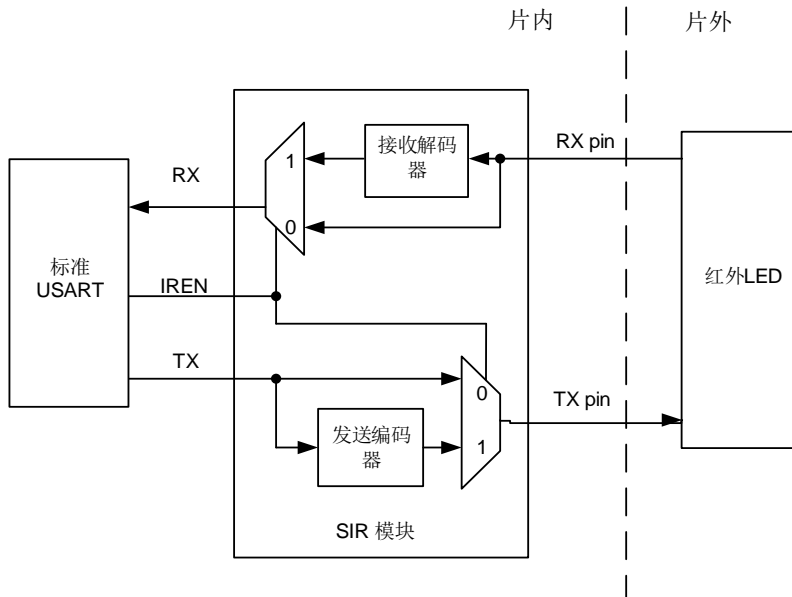 片内
片外
接收解码
器
RX pin
RX
1
0
标准
USART
IREN
红外LED
TX
0
TX pin
发送编码
器
1
SIR 模块